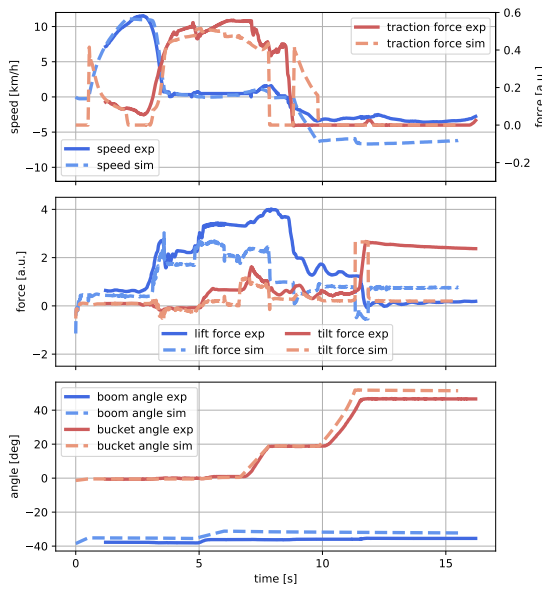 10
5
0
−5
−10
speed [km/h]
speed exp
speed sim
traction force exp
traction force sim
0.6
0.4
0.2
0.0
−0.2
force [a.u.]
4
2
0
−2
force [a.u.]
lift force exp
lift force sim
tilt force exp
tilt force sim
40
20
0
−20
−40
angle [deg]
boom angle exp
boom angle sim
bucket angle exp
bucket angle sim
0
5
10
15
time [s]